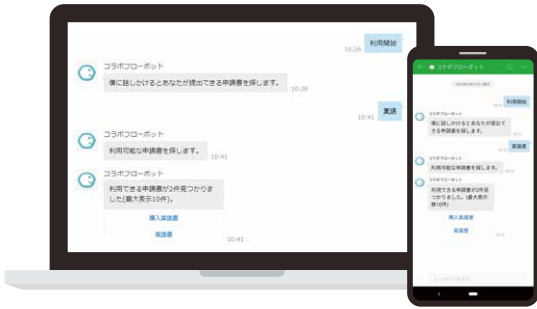 利用開始
10:26
コラボフローボット
僕に話しかけるとあなたが提出できる申請書を探します。
10:26
稟議
10:41
コラボフローボット
利用可能な申請書を探します。
10:41
コラボフローボット
利用できる申請書が2件見つかりま
した(最大表示10件)。
購入稟議書
稟議書
10:41
コラボフローボット
利用開始
コラボフローボット
僕に話しかけるとあなたが提出で
きる申請書を探します。
稟議書
コラボフローボット
利用可能な申請書を探します。
コラボフローボット
利用できる申請書が2件見
つかりました。(最大表示
数10件)
購入稟議書
稟議書